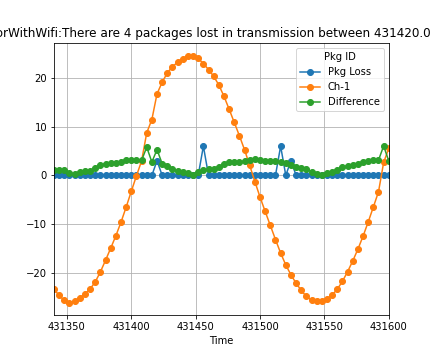 orWithWifi:There are 4 packages lost in transmission between 431420.0
Pkg ID
Pkg Loss
Ch-1
Difference
20
10
0
−10
−20
431350 431400 431450 431500 431550 431600
Time